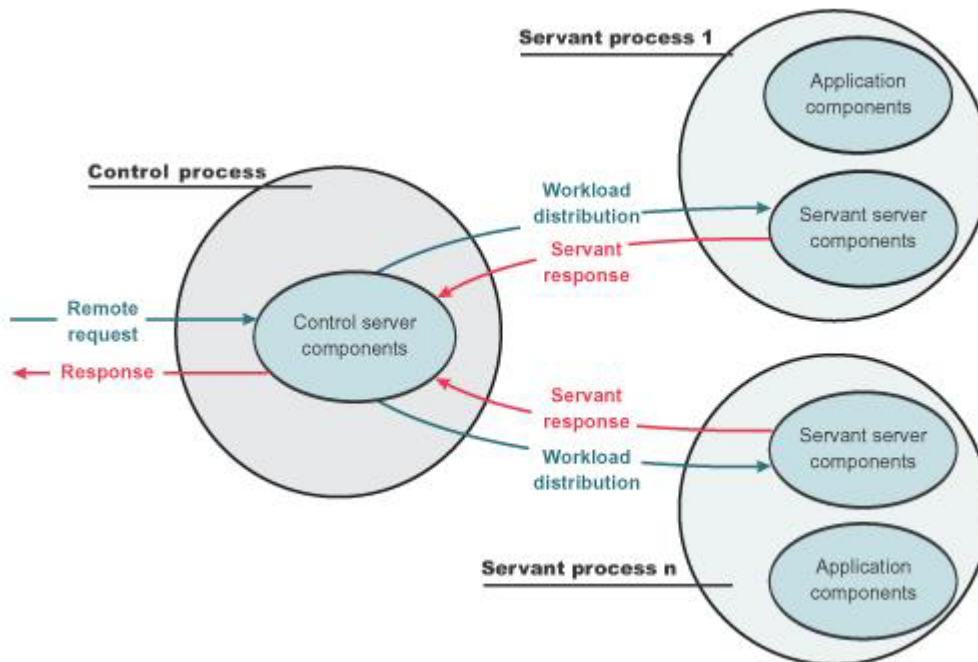 Servant process 1
Application
components
Control process
Workload
distribution
Servant server
components
Servant
response
Remote
request
Control server
components
Response
Servant
response
Servant server
components
Workload
distribution
Servant process n
Application
components